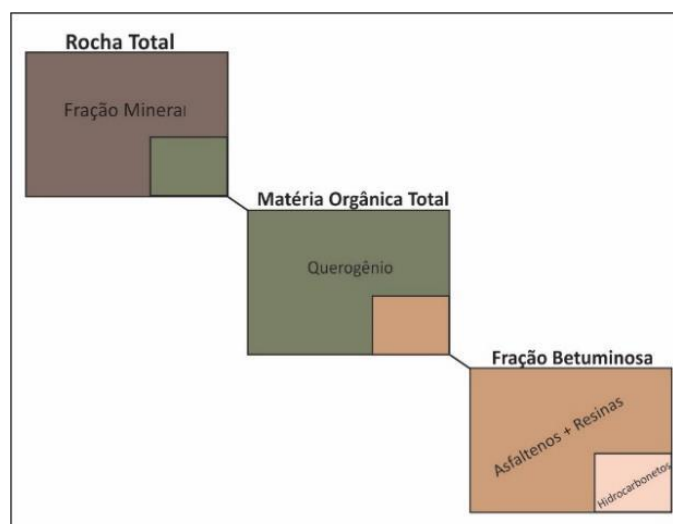 Rocha Total
Fração Mineral
Matéria Orgânica Total
Querogênio
Fração Betuminosa
Asfaltenos + Resinas
Hidrocarbonetos